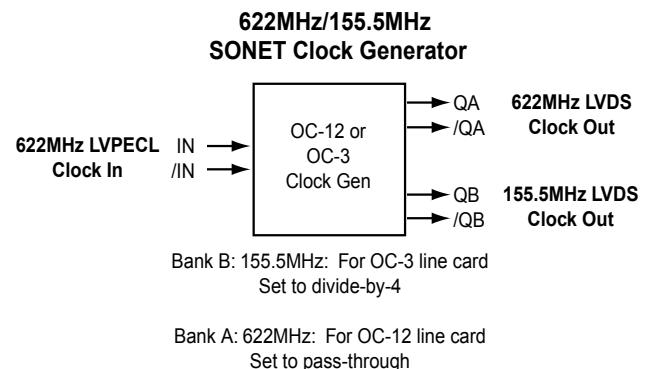 622MHz/155.5MHz
SONET Clock Generator
622MHz LVPECL
Clock In
IN
/IN
OC-12 or
OC-3
Clock Gen
QA
/QA
622MHz LVDS
Clock Out
QB
/QB
155.5MHz LVDS
Clock Out
Bank B: 155.5MHz: For OC-3 line card
Set to divide-by-4
Bank A: 622MHz: For OC-12 line card
Set to pass-through